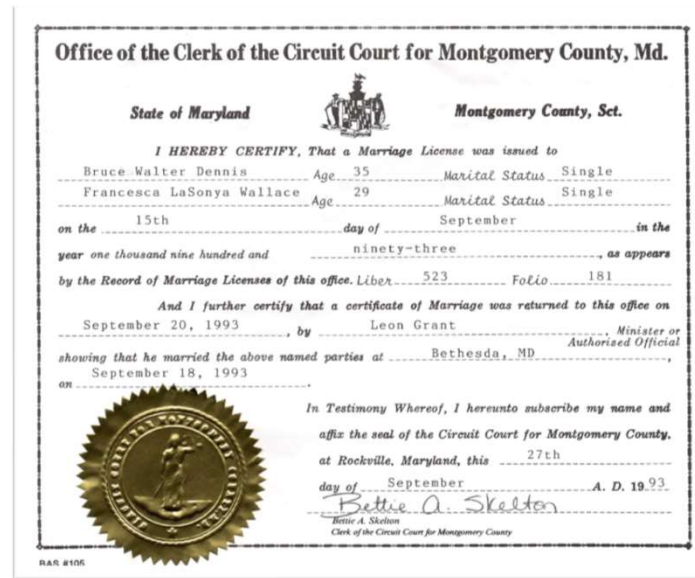 Office of the Clerk of the Circuit Court for Montgomery County, Md.
State of Maryland Montgomery County, Sct.
I HEREBY CERTIFY, That a Marriage License was issued to
Bruce Walter Dennis Age 35 Marital Status Single
Francesca LaSonya Wallace Age 29 Marital Status Single
on the 15th day of September in the
year one thousand nine hundred and ninety-three, as appears
by the Record of Marriage Licenses of this office. Liber 523 Folio 181
And I further certify that a certificate of Marriage was returned to this office on
September 20, 1993, by Leon Grant, Minister or
Authorized Official
showing that he married the above named parties at Bethesda, MD,
on September 18, 1993.
In Testimony Whereof, I hereunto subscribe my name and
affix the seal of the Circuit Court for Montgomery County,
at Rockville, Maryland, this 27th
day of September A. D. 19 93
Bettie A. Skelton
Bettie A. Skelton
Clerk of the Circuit Court for Montgomery County
BAR #105